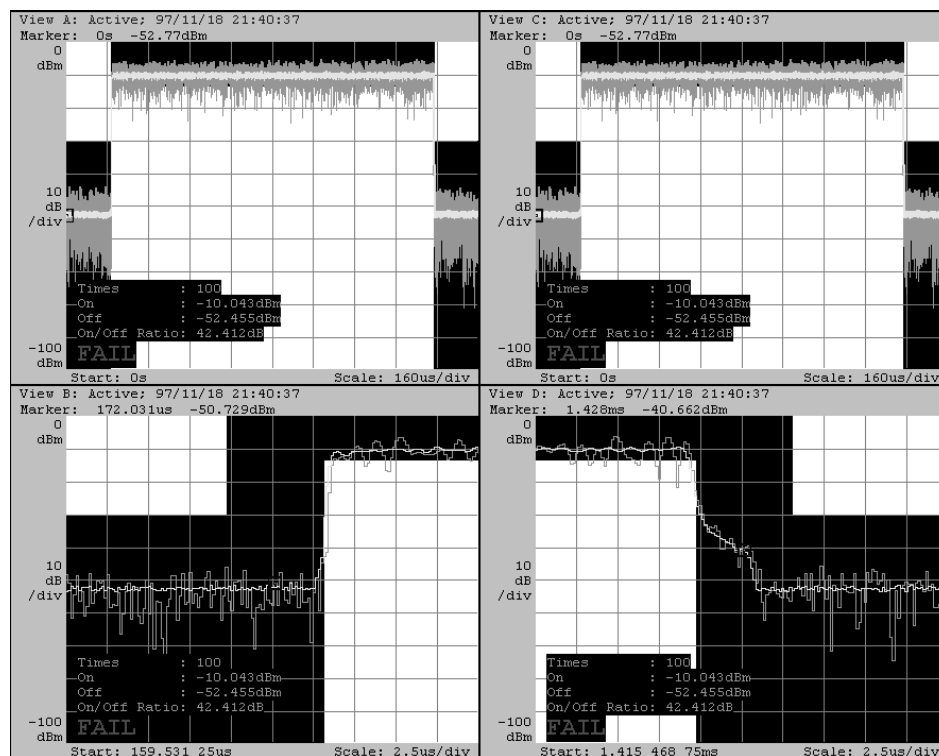 View A: Active; 97/11/18 21:40:37
Marker: 0s -52.77dBm
0
dBm
10
dB
/div
Times : 100
On : -10.043dBm
Off : -52.455dBm
On/Off Ratio: 42.412dB
FAIL
-100
dBm
Start: 0s Scale: 160us/div
View C: Active; 97/11/18 21:40:37
Marker: 0s -52.77dBm
0
dBm
10
dB
/div
Times : 100
On : -10.043dBm
Off : -52.455dBm
On/Off Ratio: 42.412dB
FAIL
-100
dBm
Start: 0s Scale: 160us/div
View B: Active; 97/11/18 21:40:37
Marker: 172.031us -50.729dBm
0
dBm
10
dB
/div
Times : 100
On : -10.043dBm
Off : -52.455dBm
On/Off Ratio: 42.412dB
FAIL
-100
dBm
Start: 159.531 25us Scale: 2.5us/div
View D: Active; 97/11/18 21:40:37
Marker: 1.428ms -40.662dBm
0
dBm
10
dB
/div
Times : 100
On : -10.043dBm
Off : -52.455dBm
On/Off Ratio: 42.412dB
FAIL
-100
dBm
Start: 1.415 468 75ms Scale: 2.5us/div